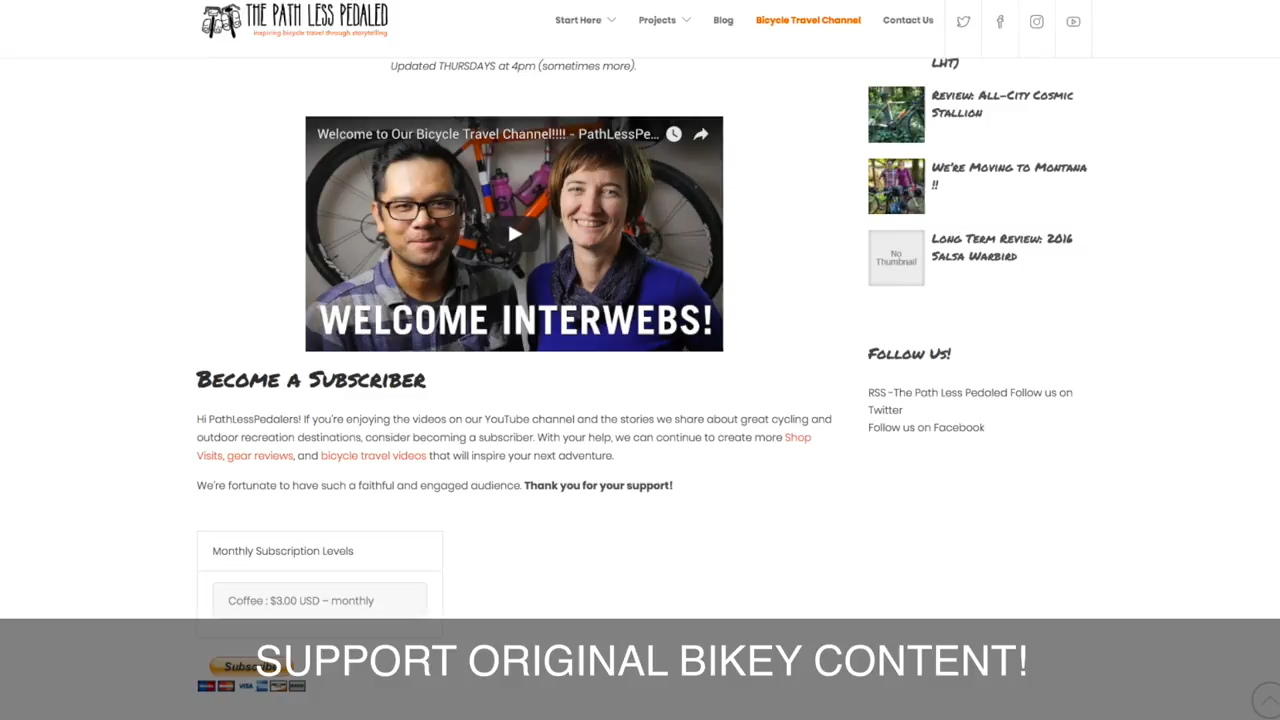 THE PATH LESS PEDALED
inspiring bicycle travel through storytelling
Start Here
Projects
Blog
Bicycle Travel Channel
Contact Us
Updated THURSDAYS at 4pm (sometimes more).
Welcome to Our Bicycle Travel Channel!!!! - PathLessPe...
WELCOME INTERWEBS!
Become a Subscriber
Hi PathLessPedalers! If you're enjoying the videos on our YouTube channel and the stories we share about great cycling and
outdoor recreation destinations, consider becoming a subscriber. With your help, we can continue to create more Shop
Visits, gear reviews, and bicycle travel videos that will inspire your next adventure.
We're fortunate to have such a faithful and engaged audience. Thank you for your support!
Monthly Subscription Levels
Coffee : $3.00 USD – monthly
Subscribe
VISA
LHT)
Review: All-City Cosmic
Stallion
We're Moving to Montana
!!
No
Thumbnail
Long Term Review: 2016
Salsa Warbird
Follow Us!
RSS -The Path Less Pedaled Follow us on
Twitter
Follow us on Facebook
SUPPORT ORIGINAL BIKEY CONTENT!